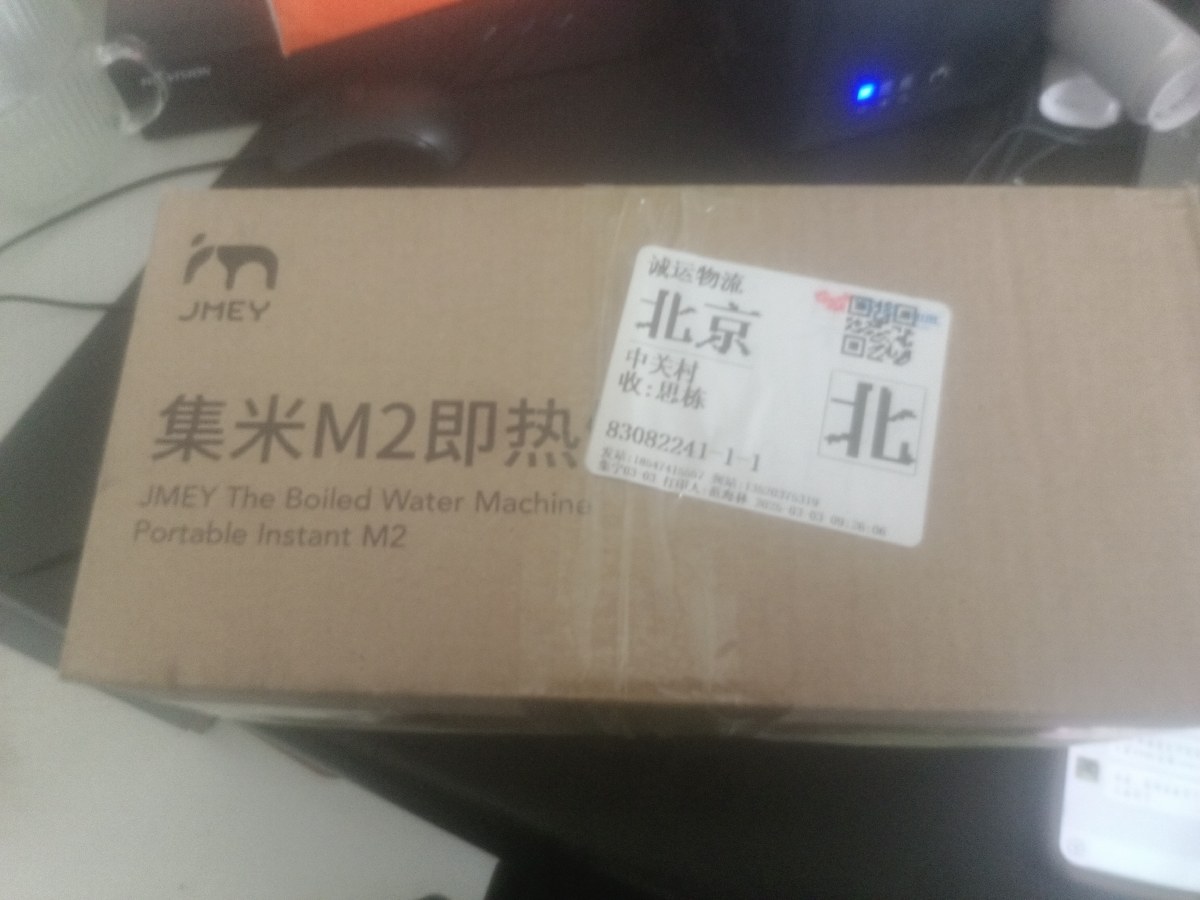 JMEY
集米M2即热
JMEY The Boiled Water Machine
Portable Instant M2
诚运物流
北京
中关村
收:思栋
北
83082241-1-1